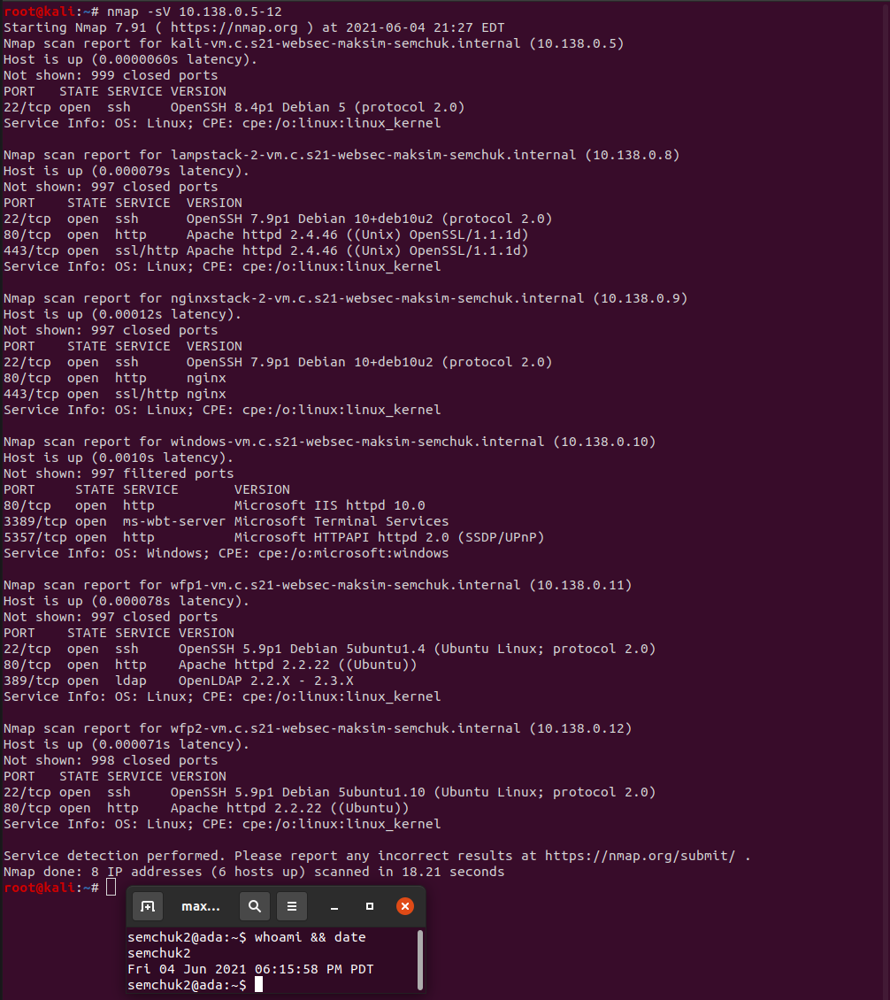 root@kali:~# nmap -sV 10.138.0.5-12
Starting Nmap 7.91 ( https://nmap.org ) at 2021-06-04 21:27 EDT
Nmap scan report for kali-vm.c.s21-websec-maksim-semchuk.internal (10.138.0.5)
Host is up (0.0000060s latency).
Not shown: 999 closed ports
PORT   STATE SERVICE VERSION
22/tcp open  ssh     OpenSSH 8.4p1 Debian 5 (protocol 2.0)
Service Info: OS: Linux; CPE: cpe:/o:linux:linux_kernel

Nmap scan report for lampstack-2-vm.c.s21-websec-maksim-semchuk.internal (10.138.0.8)
Host is up (0.000079s latency).
Not shown: 997 closed ports
PORT    STATE SERVICE  VERSION
22/tcp  open  ssh      OpenSSH 7.9p1 Debian 10+deb10u2 (protocol 2.0)
80/tcp  open  http     Apache httpd 2.4.46 ((Unix) OpenSSL/1.1.1d)
443/tcp open  ssl/http Apache httpd 2.4.46 ((Unix) OpenSSL/1.1.1d)
Service Info: OS: Linux; CPE: cpe:/o:linux:linux_kernel

Nmap scan report for nginxstack-2-vm.c.s21-websec-maksim-semchuk.internal (10.138.0.9)
Host is up (0.00012s latency).
Not shown: 997 closed ports
PORT    STATE SERVICE  VERSION
22/tcp  open  ssh      OpenSSH 7.9p1 Debian 10+deb10u2 (protocol 2.0)
80/tcp  open  http     nginx
443/tcp open  ssl/http nginx
Service Info: OS: Linux; CPE: cpe:/o:linux:linux_kernel

Nmap scan report for windows-vm.c.s21-websec-maksim-semchuk.internal (10.138.0.10)
Host is up (0.0010s latency).
Not shown: 997 filtered ports
PORT     STATE SERVICE       VERSION
80/tcp   open  http          Microsoft IIS httpd 10.0
3389/tcp open  ms-wbt-server Microsoft Terminal Services
5357/tcp open  http          Microsoft HTTPAPI httpd 2.0 (SSDP/UPnP)
Service Info: OS: Windows; CPE: cpe:/o:microsoft:windows

Nmap scan report for wfp1-vm.c.s21-websec-maksim-semchuk.internal (10.138.0.11)
Host is up (0.000078s latency).
Not shown: 997 closed ports
PORT    STATE SERVICE VERSION
22/tcp  open  ssh     OpenSSH 5.9p1 Debian 5ubuntu1.4 (Ubuntu Linux; protocol 2.0)
80/tcp  open  http    Apache httpd 2.2.22 ((Ubuntu))
389/tcp open  ldap    OpenLDAP 2.2.X - 2.3.X
Service Info: OS: Linux; CPE: cpe:/o:linux:linux_kernel

Nmap scan report for wfp2-vm.c.s21-websec-maksim-semchuk.internal (10.138.0.12)
Host is up (0.000071s latency).
Not shown: 998 closed ports
PORT   STATE SERVICE VERSION
22/tcp open  ssh     OpenSSH 5.9p1 Debian 5ubuntu1.10 (Ubuntu Linux; protocol 2.0)
80/tcp open  http    Apache httpd 2.2.22 ((Ubuntu))
Service Info: OS: Linux; CPE: cpe:/o:linux:linux_kernel

Service detection performed. Please report any incorrect results at https://nmap.org/submit/ .
Nmap done: 8 IP addresses (6 hosts up) scanned in 18.21 seconds
root@kali:~#
max...
semchuk2@ada:~$ whoami && date
semchuk2
Fri 04 Jun 2021 06:15:58 PM PDT
semchuk2@ada:~$